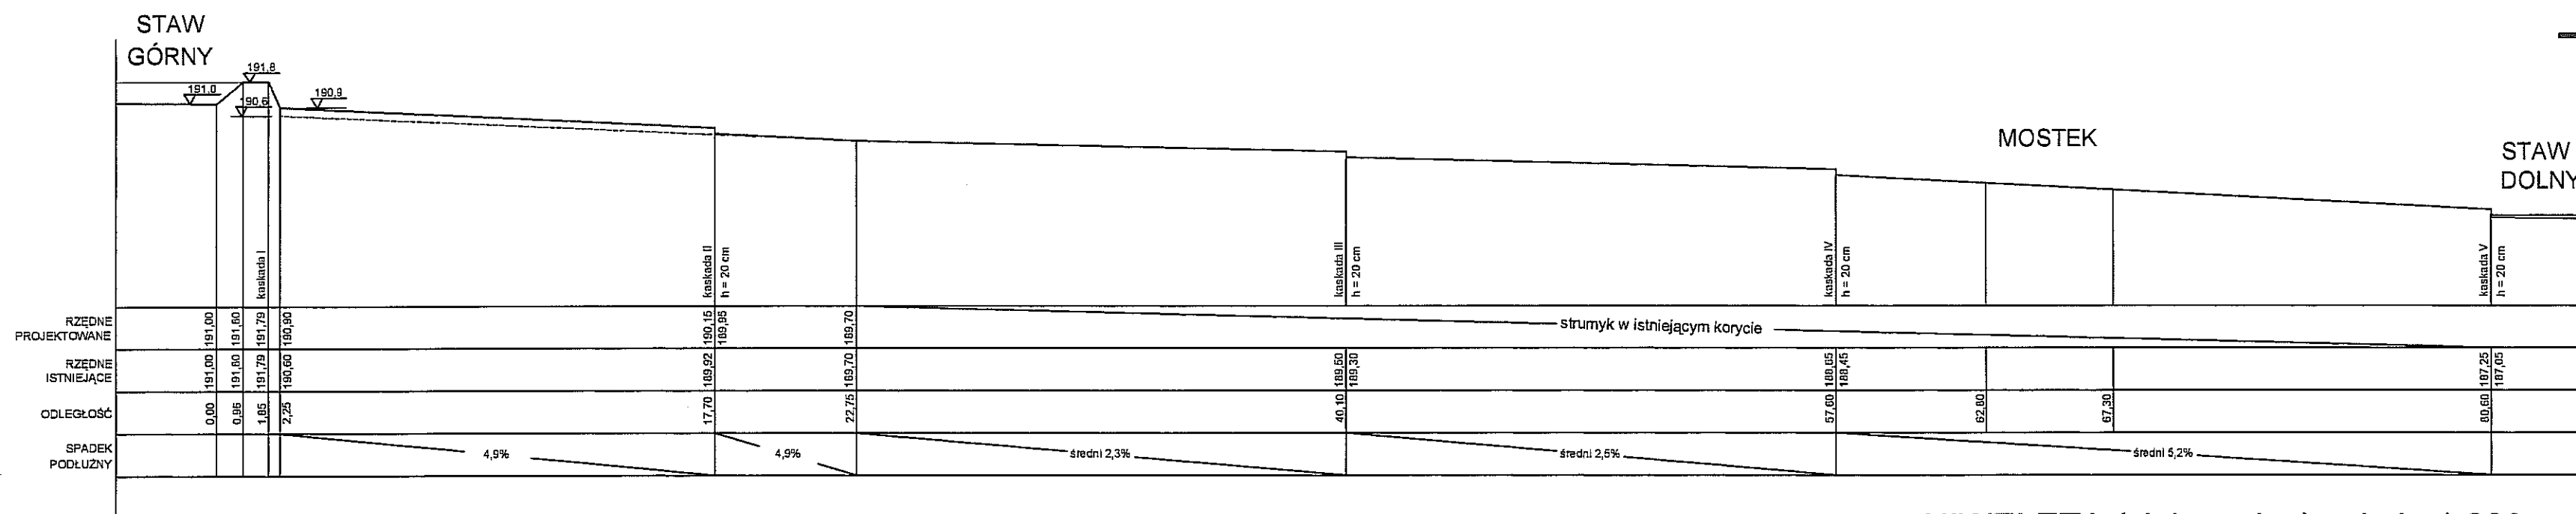 STAW
GÓRNY
191,8
191,0
190,6
190,9
MOSTEK
STAW
DOLNY
kaskada I
kaskada II
h = 20 cm
kaskada III
h = 20 cm
kaskada IV
h = 20 cm
kaskada V
h = 20 cm
RZĘDNE
PROJEKTOWANE
191,00
191,80
191,79
190,90
190,15
189,95
189,70
strumyk w istniejącym korycie
RZĘDNE
ISTNIEJĄCE
191,00
191,80
191,79
190,60
189,92
189,70
189,50
189,30
188,65
188,45
187,25
187,05
ODLEGŁOŚĆ
0,00
0,95
1,85
2,25
17,70
22,75
40,10
57,60
62,80
67,30
80,60
SPADEK
PODŁUŻNY
4,9%
4,9%
średni 2,3%
średni 2,5%
średni 5,2%